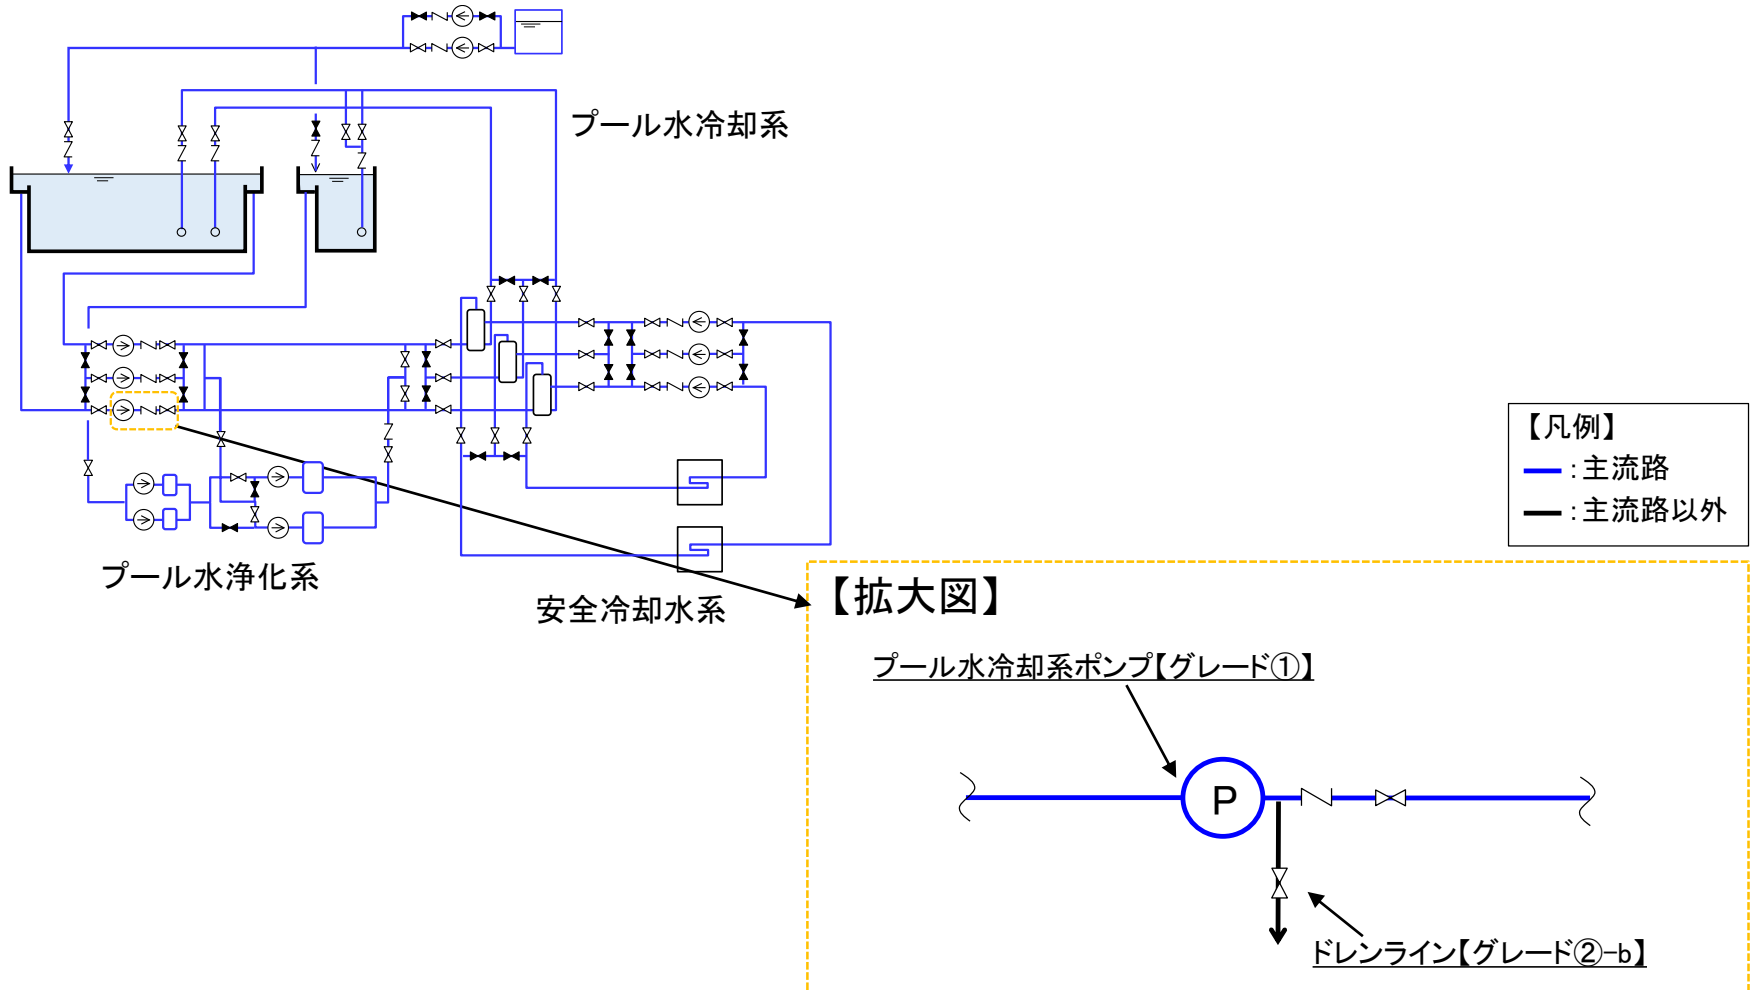 プール水冷却系
【凡例】
：主流路
：主流路以外
プール水浄化系
安全冷却水系
【拡大図】
プール水冷却系ポンプ【グレード①】
P
ドレンライン【グレード②-b】